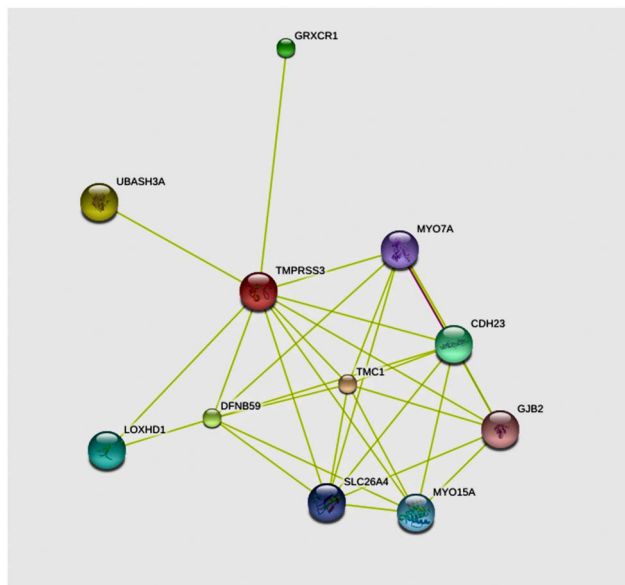 GRXCR1
UBASH3A
MYO7A
TMPRSS3
CDH23
TMC1
DFNB59
GJB2
LOXHD1
SLC26A4
MYO15A